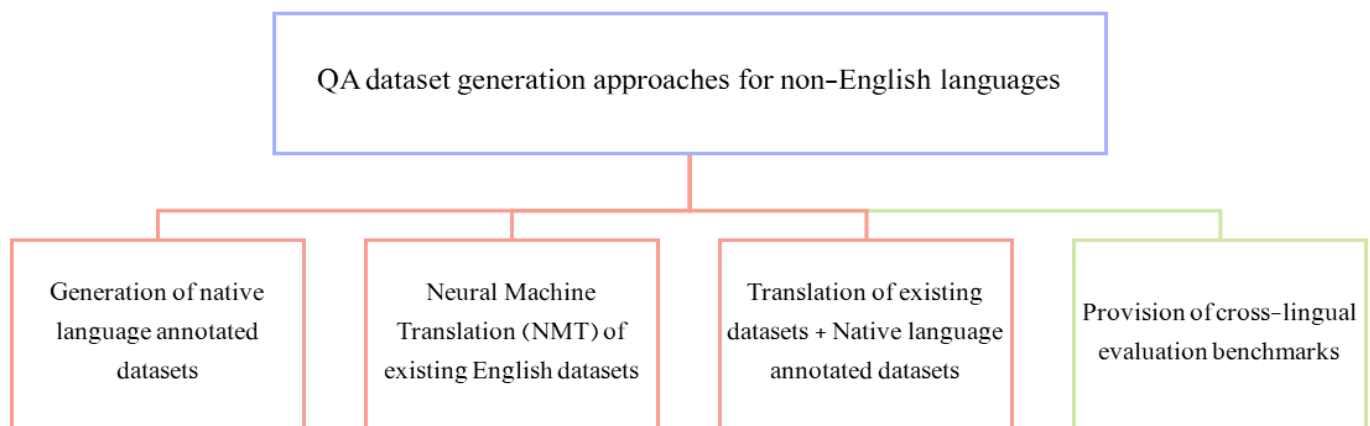 QA dataset generation approaches for non-English languages
Generation of native
language annotated
datasets
Neural Machine
Translation (NMT) of
existing English datasets
Translation of existing
datasets + Native language
annotated datasets
Provision of cross-lingual
evaluation benchmarks